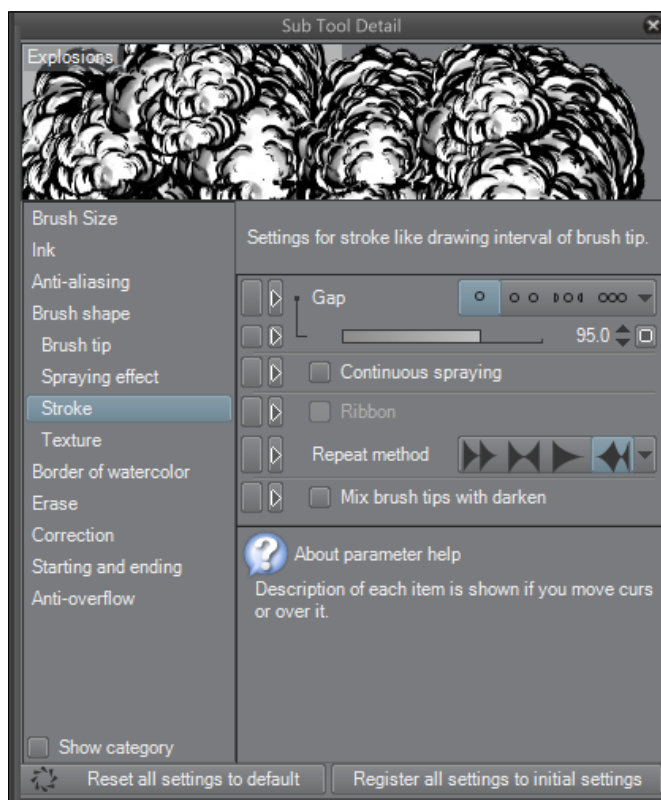 Sub Tool Detail
Explosions
Brush Size
Ink
Anti-aliasing
Brush shape
Brush tip
Spraying effect
Stroke
Texture
Border of watercolor
Erase
Correction
Starting and ending
Anti-overflow
Show category
Settings for stroke like drawing interval of brush tip.
Gap
95.0
Continuous spraying
Ribbon
Repeat method
Mix brush tips with darken
About parameter help
Description of each item is shown if you move curs
or over it.
Reset all settings to default
Register all settings to initial settings